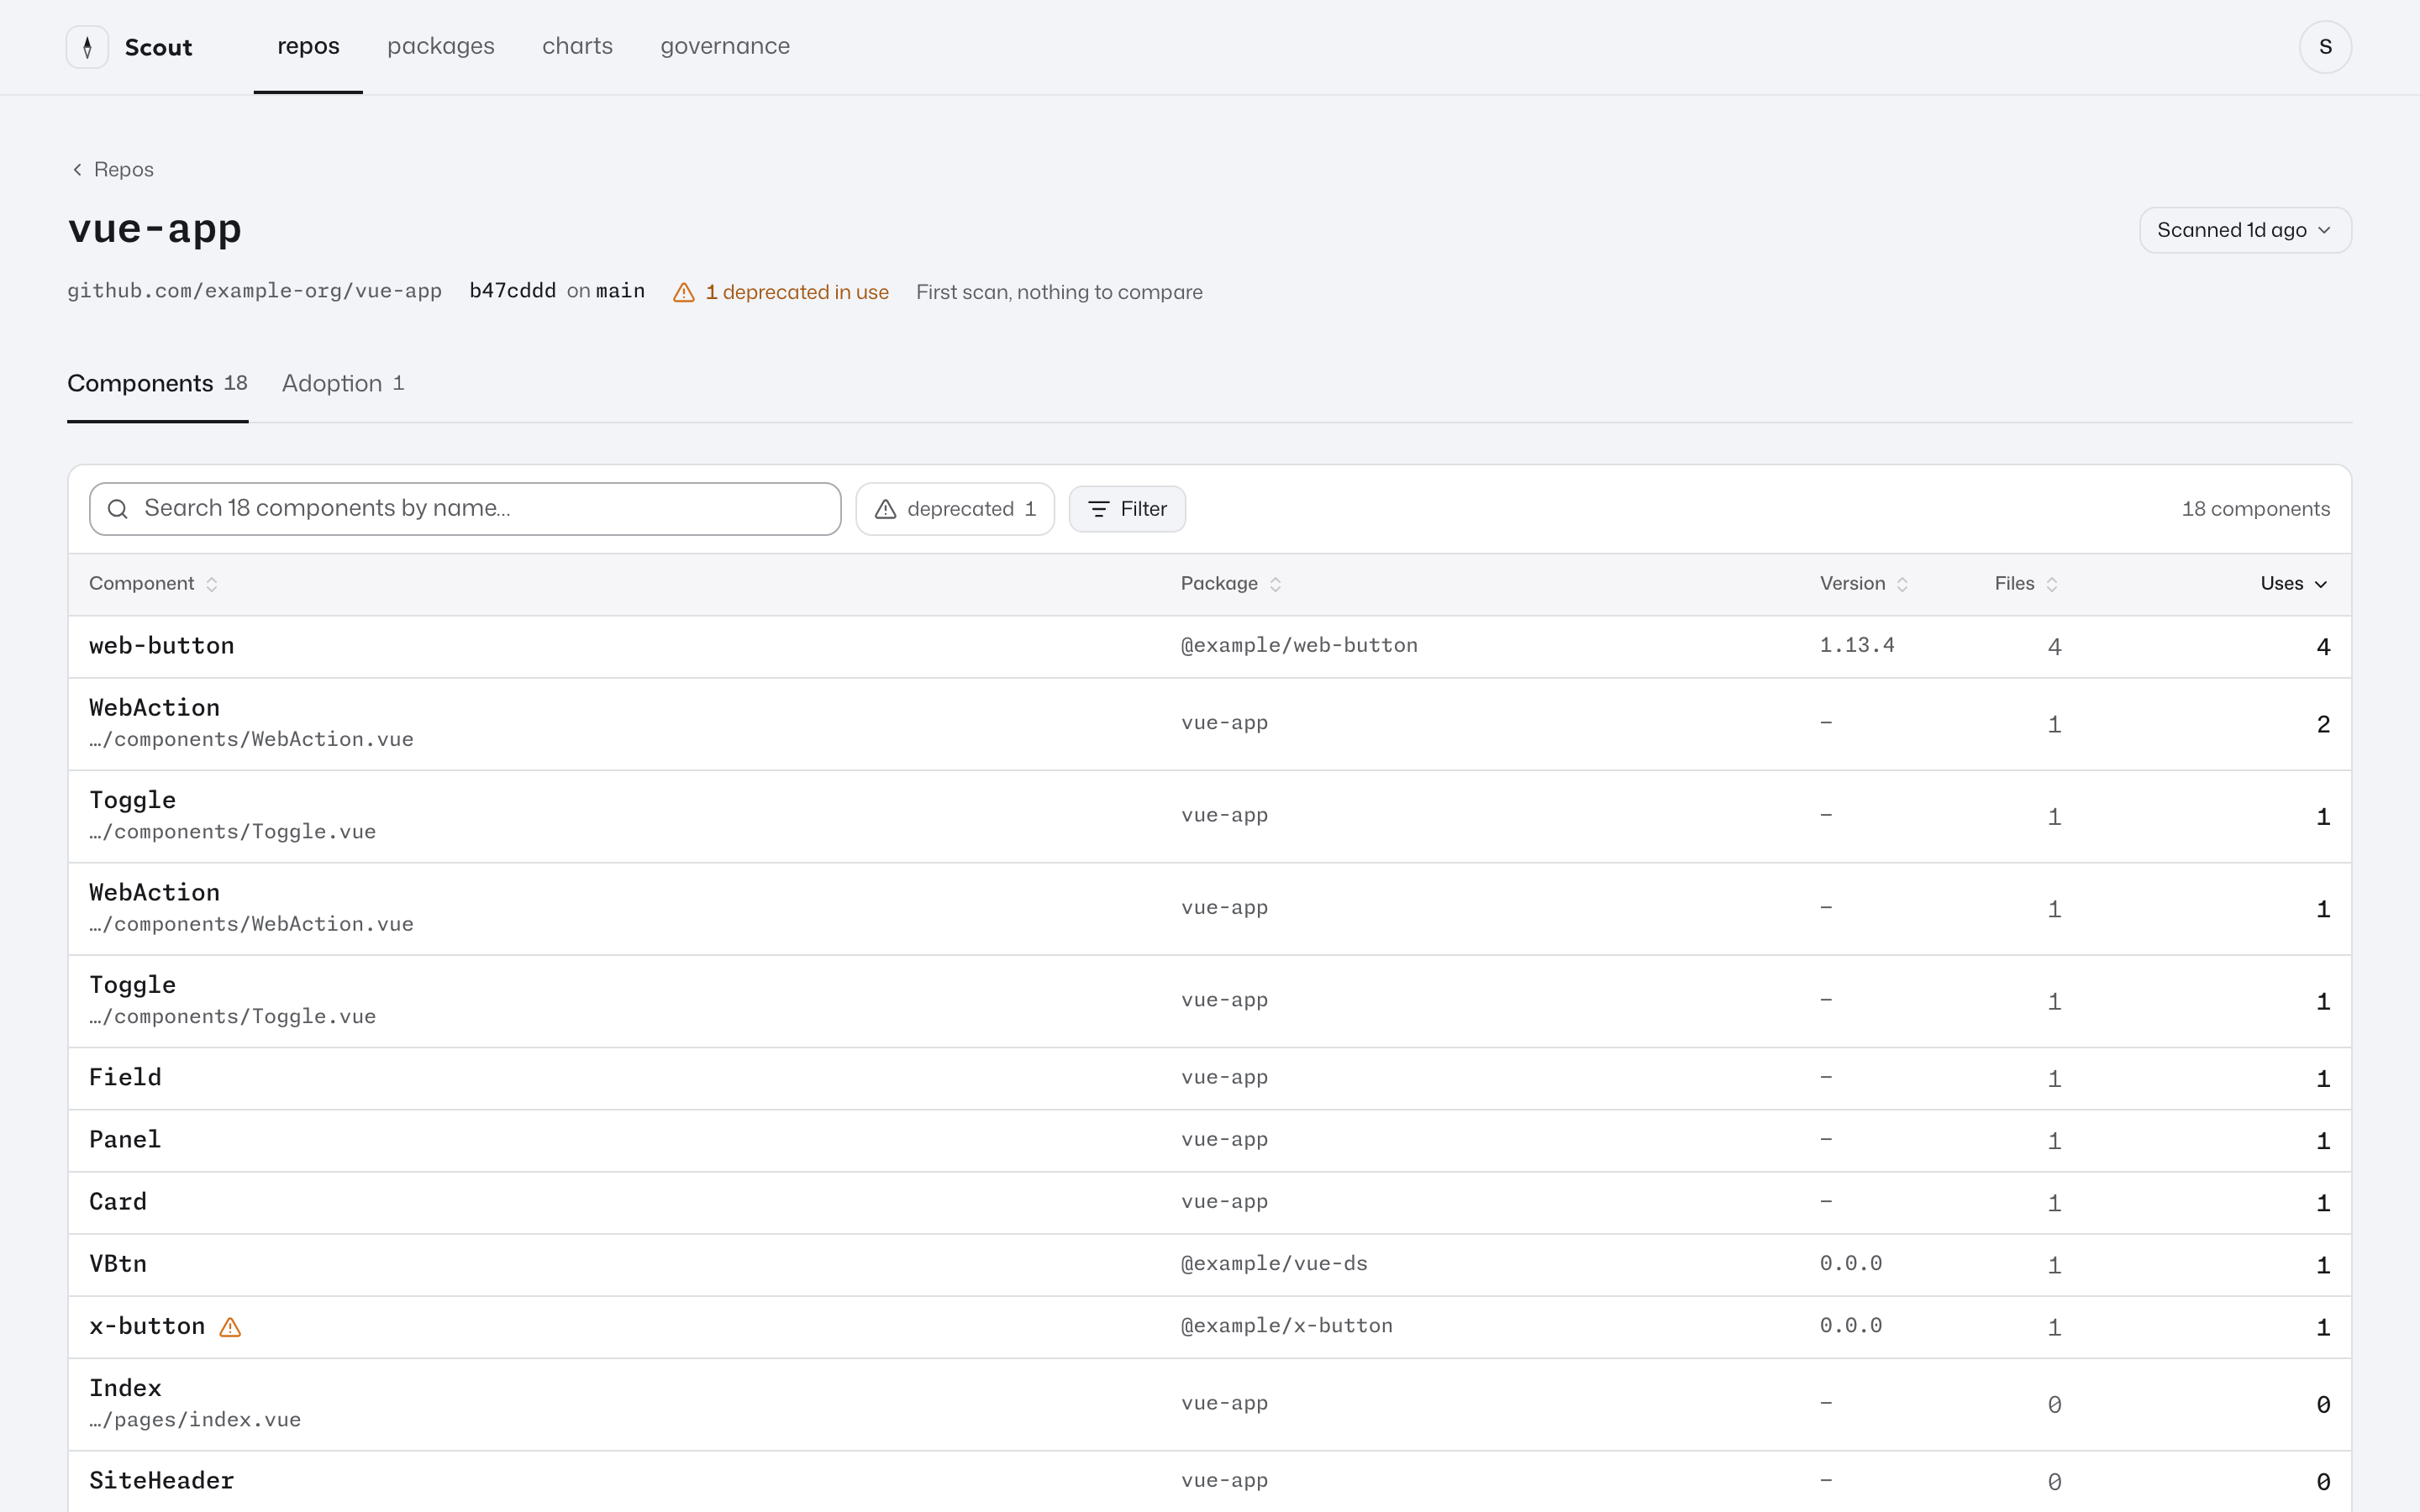 Scout repos packages charts governance S
Repos
vue-app
Scanned 1d ago
github.com/example-org/vue-app b47cddd on main 1 deprecated in use First scan, nothing to compare
Components 18 Adoption 1
Search 18 components by name... deprecated 1 Filter 18 components
Component Package Version Files Uses
web-button @example/web-button 1.13.4 4 4
WebAction vue-app – 1 2
…/components/WebAction.vue
Toggle vue-app – 1 1
…/components/Toggle.vue
WebAction vue-app – 1 1
…/components/WebAction.vue
Toggle vue-app – 1 1
…/components/Toggle.vue
Field vue-app – 1 1
Panel vue-app – 1 1
Card vue-app – 1 1
VBtn @example/vue-ds 0.0.0 1 1
x-button @example/x-button 0.0.0 1 1
Index vue-app – 0 0
…/pages/index.vue
SiteHeader vue-app – 0 0